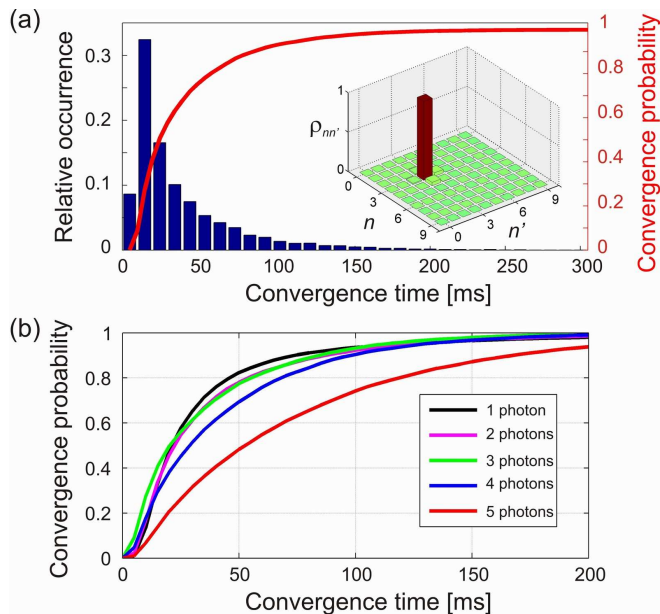 (a)
Relative occurrence
0.3
0.2
0.1
0
0 50 100 150 200 250 300
Convergence time [ms]
1
0.8
0.6
0.4
0.2
0
Convergence probability
1
0
ρnn'
0 3 6 9
n
0 3 6 9
n'
(b)
Convergence probability
1
0.8
0.6
0.4
0.2
0
0 50 100 150 200
Convergence time [ms]
1 photon
2 photons
3 photons
4 photons
5 photons